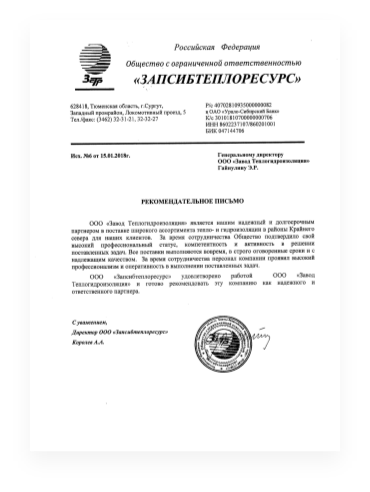 Российская Федерация
Общество с ограниченной ответственностью
«ЗАПСИБТЕПЛОРЕСУРС»
628418, Тюменская область, г.Сургут,
Западный промрайон, Локомотивный проезд, 5
Тел./факс: (3462) 32-31-21, 32-32-27
Р/с 40702810935000000082
в ОАО «Урало-Сибирский Банк»
К/с 30101810700000000706
ИНН 8602237107/860201001
БИК 047144706
Исх. №6 от 15.01.2018г.
Генеральному директору
ООО «Завод Теплогидроизоляции»
Гайнуллину Э.Р.
РЕКОМЕНДАТЕЛЬНОЕ ПИСЬМО
ООО «Завод Теплогидроизоляции» является нашим надежный и долгосрочным
партнером в поставке широкого ассортимента тепло- и гидроизоляции в районы Крайнего
севера для наших клиентов. За время сотрудничества Общество подтвердило свой
высокий профессиональный статус, компетентность и активность в решении
поставленных задач. Все поставки выполняются вовремя, в строго оговоренные сроки и с
надлежащим качеством. За время сотрудничества персонал компании проявил высокий
профессионализм и оперативность в выполнении поставленных задач.
ООО «Запсибтеплоресурс» удовлетворено работой ООО «Завод
Теплогидроизоляции» и готово рекомендовать эту компанию как надежного и
ответственного партнера.
С уважением,
Директор ООО «Запсибтеплоресурс»
Королев А.А.